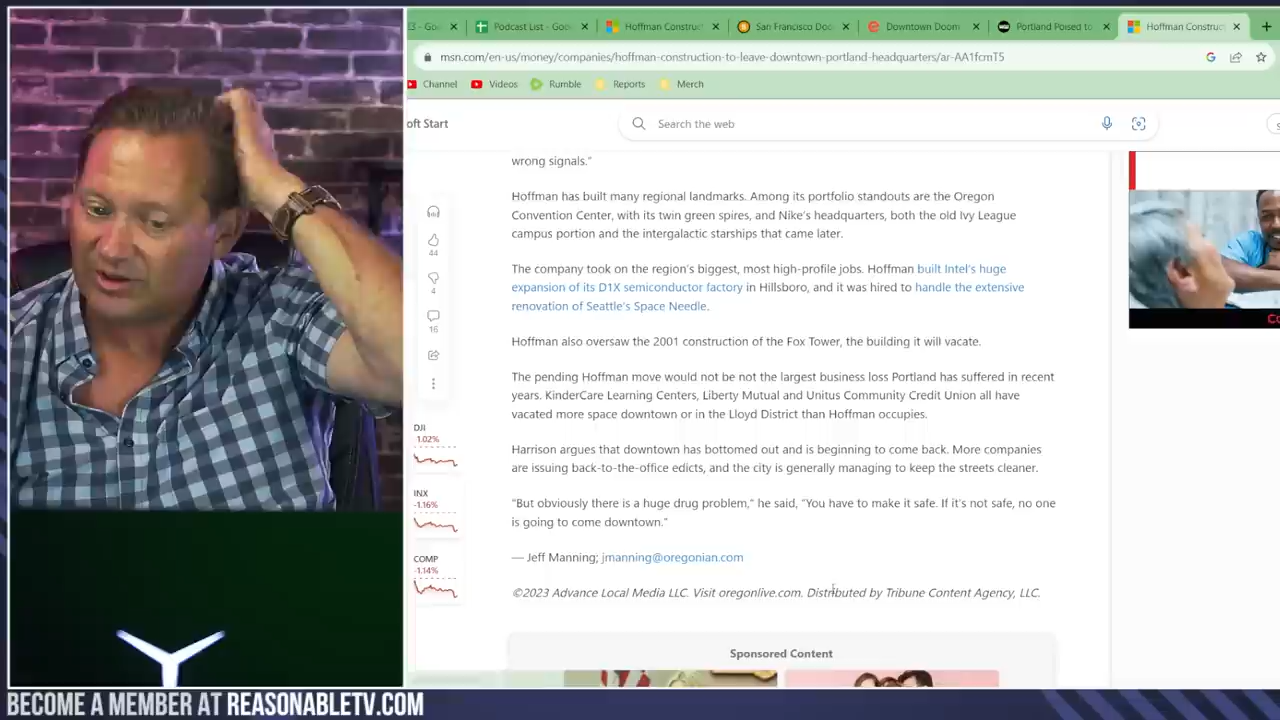 3 - Go
Podcast List - Goo
Hoffman Construct
San Francisco Doo
Downtown Doom
Portland Poised to
Hoffman Construc
msn.com/en-us/money/companies/hoffman-construction-to-leave-downtown-portland-headquarters/ar-AA1fcmT5
Channel
Videos
Rumble
Reports
Merch
oft Start
Search the web
wrong signals."
Hoffman has built many regional landmarks. Among its portfolio standouts are the Oregon
Convention Center, with its twin green spires, and Nike's headquarters, both the old Ivy League
campus portion and the intergalactic starships that came later.
The company took on the region's biggest, most high-profile jobs. Hoffman built Intel's huge
expansion of its D1X semiconductor factory in Hillsboro, and it was hired to handle the extensive
renovation of Seattle's Space Needle.
Hoffman also oversaw the 2001 construction of the Fox Tower, the building it will vacate.
The pending Hoffman move would not be not the largest business loss Portland has suffered in recent
years. KinderCare Learning Centers, Liberty Mutual and Unitus Community Credit Union all have
vacated more space downtown or in the Lloyd District than Hoffman occupies.
Harrison argues that downtown has bottomed out and is beginning to come back. More companies
are issuing back-to-the-office edicts, and the city is generally managing to keep the streets cleaner.
"But obviously there is a huge drug problem," he said, "You have to make it safe. If it's not safe, no one
is going to come downtown."
— Jeff Manning; jmanning@oregonian.com
©2023 Advance Local Media LLC. Visit oregonlive.com. Distributed by Tribune Content Agency, LLC.
Sponsored Content
44
4
16
DJI
-1.02%
INX
-1.16%
COMP
-1.14%
Co
BECOME A MEMBER AT REASONABLETV.COM